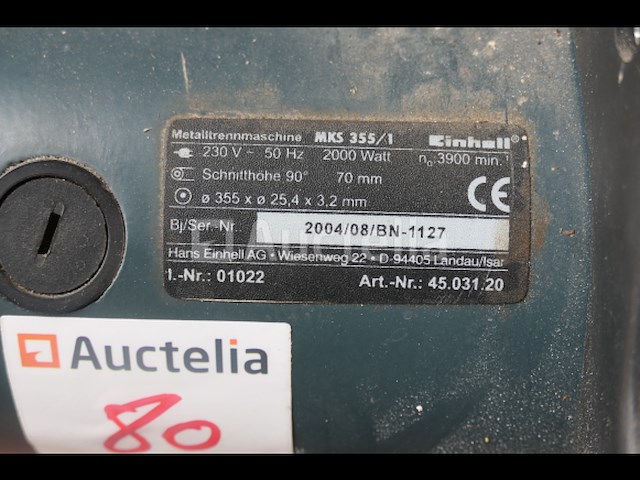 Metalltrennmaschine MKS 355/1 Einhell®
230 V ~ 50 Hz 2000 Watt n₀:3900 min.⁻¹
Schnitthöhe 90° 70 mm
ø 355 x ø 25,4 x 3,2 mm CE
Bj/Ser.-Nr. 2004/08/BN-1127
Auctelia
Hans Einhell AG • Wiesenweg 22 • D-94405 Landau/Isar
I.-Nr.: 01022 Art.-Nr.: 45.031.20
Auctelia
80